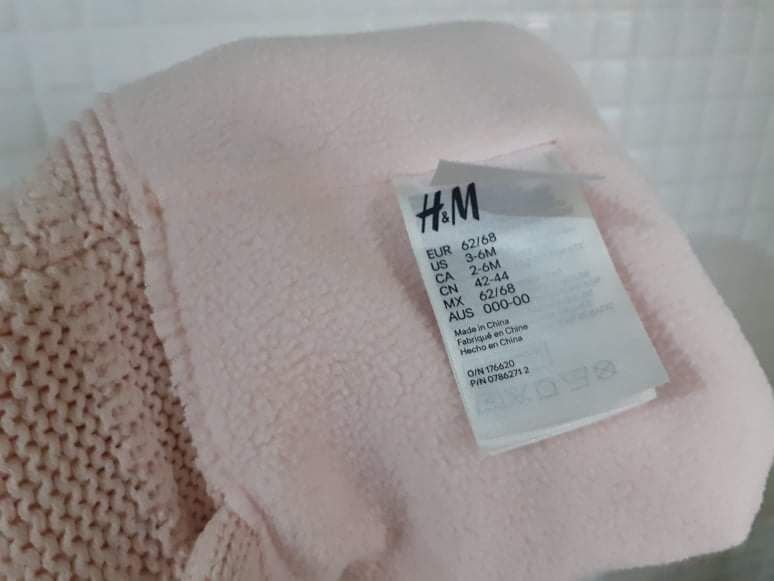 H&M
EUR 62/68
US 3-6M
CA 2-6M
CN 42-44
MX 62/68
AUS 000-00
Made in China
Fabriqué en Chine
Hecho en China
O/N 176620
P/N 0786271 2